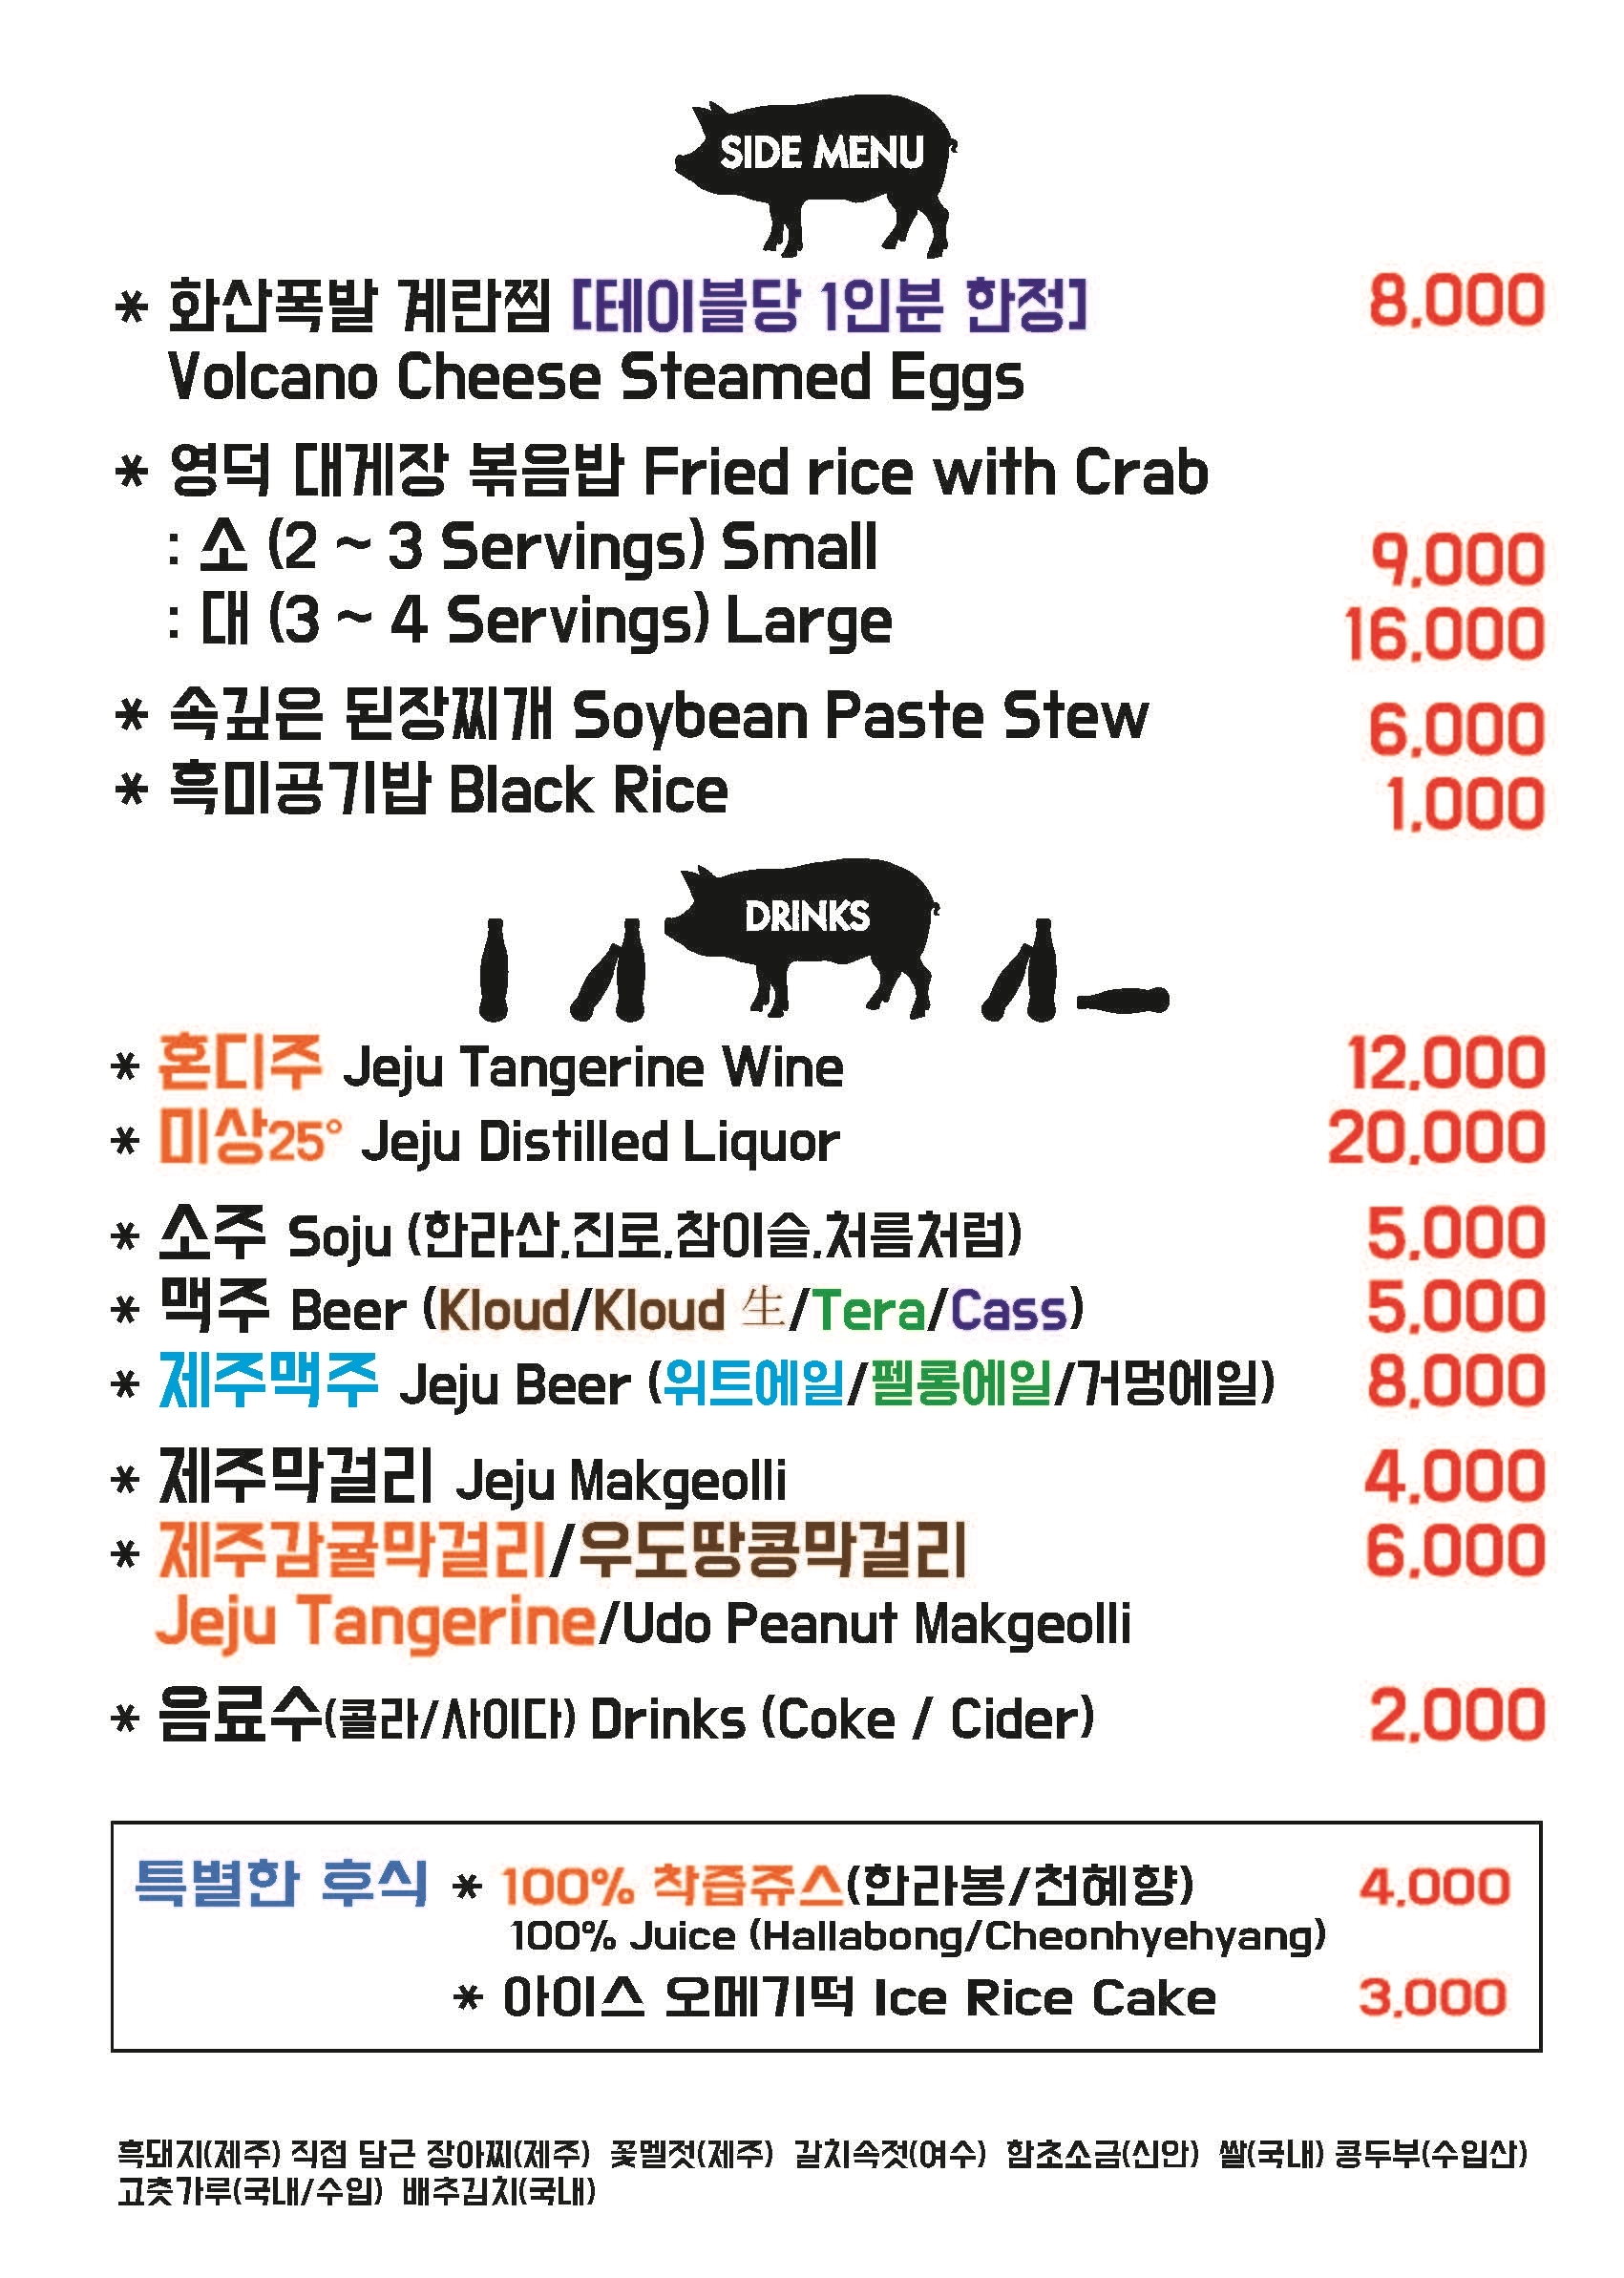 SIDE MENU
* 화산폭발 계란찜 [테이블당 1인분 한정] 8,000
Volcano Cheese Steamed Eggs
* 영덕 대게장 볶음밥 Fried rice with Crab
: 소 (2 ~ 3 Servings) Small 9,000
: 대 (3 ~ 4 Servings) Large 16,000
* 속깊은 된장찌개 Soybean Paste Stew 6,000
* 흑미공기밥 Black Rice 1,000
DRINKS
* 혼디주 Jeju Tangerine Wine 12,000
* 미상25° Jeju Distilled Liquor 20,000
* 소주 Soju (한라산,진로,참이슬,처름처럼) 5,000
* 맥주 Beer (Kloud/Kloud 生/Tera/Cass) 5,000
* 제주맥주 Jeju Beer (위트에일/펠롱에일/거멍에일) 8,000
* 제주막걸리 Jeju Makgeolli 4,000
* 제주감귤막걸리/우도땅콩막걸리 6,000
Jeju Tangerine/Udo Peanut Makgeolli
* 음료수(콜라/사이다) Drinks (Coke / Cider) 2,000
특별한 후식 * 100% 착즙쥬스(한라봉/천혜향) 4,000
100% Juice (Hallabong/Cheonhyehyang)
* 아이스 오메기떡 Ice Rice Cake 3,000
흑돼지(제주) 직접 담근 장아찌(제주) 꽃멜젓(제주) 갈치속젓(여수) 함초소금(신안) 쌀(국내) 콩두부(수입산)
고춧가루(국내/수입) 배추김치(국내)